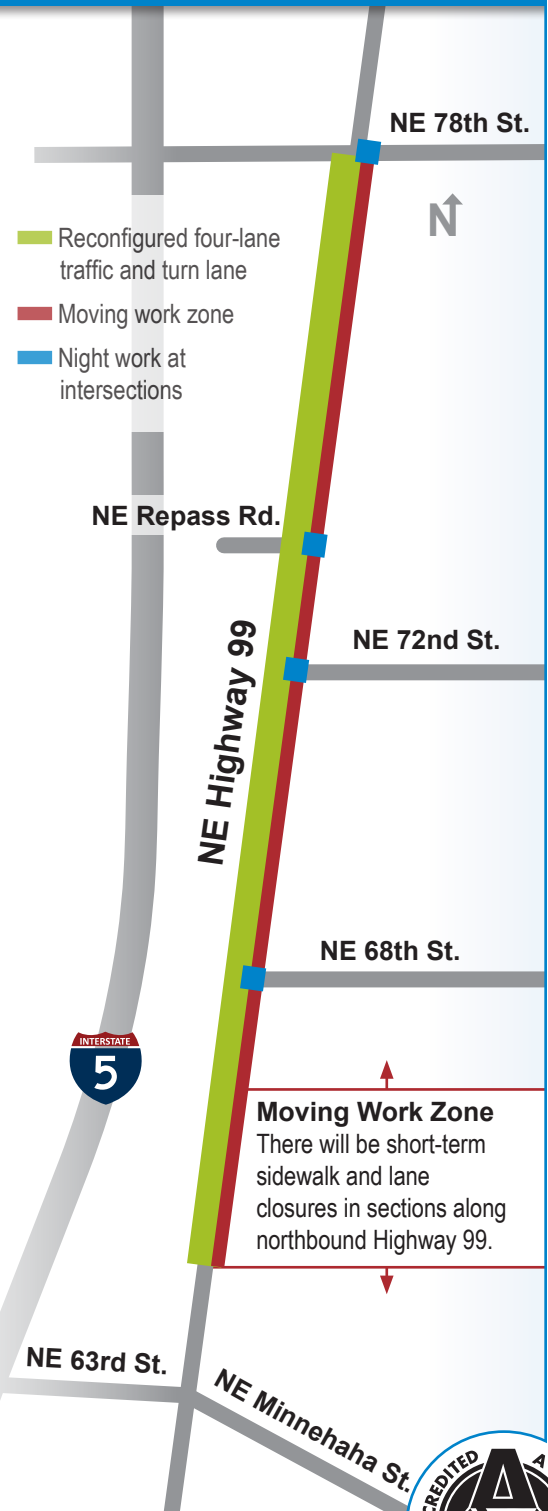 NE 78th St.
N
Reconfigured four-lane
traffic and turn lane
Moving work zone
Night work at
intersections
NE Repass Rd.
NE Highway 99
NE 72nd St.
NE 68th St.
INTERSTATE
5
Moving Work Zone
There will be short-term
sidewalk and lane
closures in sections along
northbound Highway 99.
NE 63rd St.
NE Minnehaha St.
A